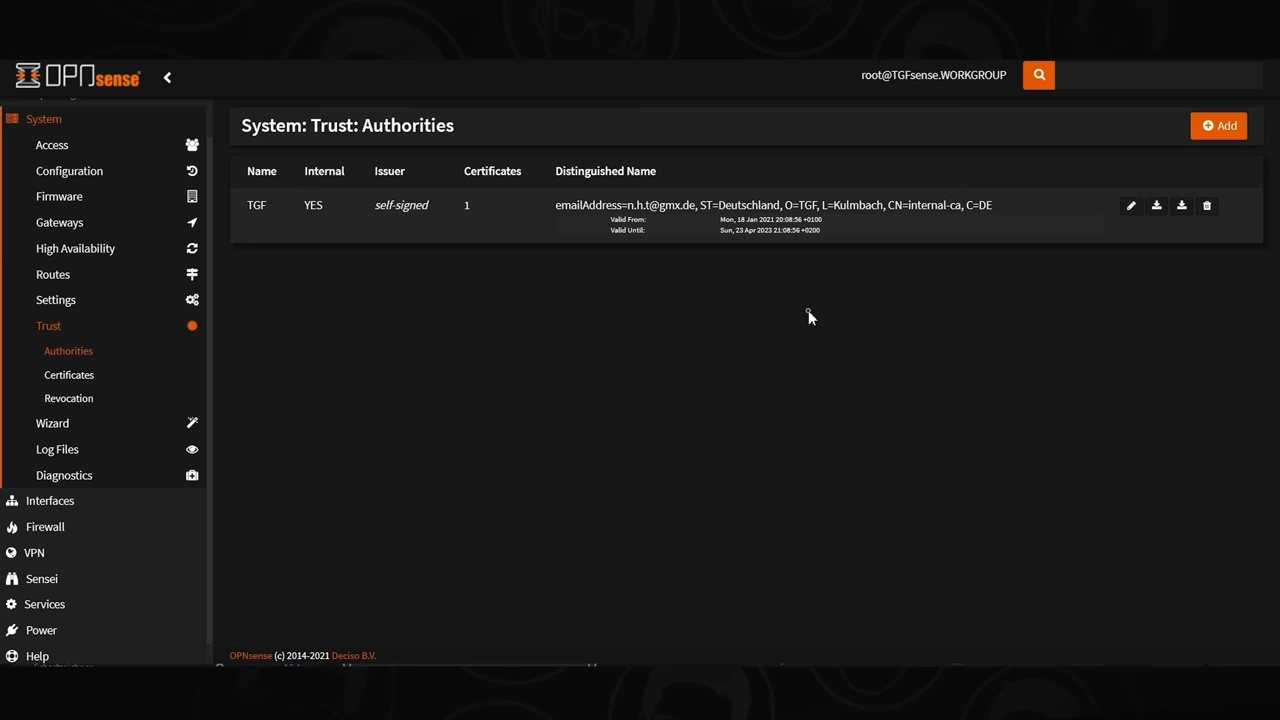 OPNsense
root@TGFsense.WORKGROUP
System
Access
Configuration
Firmware
Gateways
High Availability
Routes
Settings
Trust
Authorities
Certificates
Revocation
Wizard
Log Files
Diagnostics
Interfaces
Firewall
VPN
Sensei
Services
Power
Help
System: Trust: Authorities
Add
Name Internal Issuer Certificates Distinguished Name
TGF YES self-signed 1 emailAddress=n.h.t@gmx.de, ST=Deutschland, O=TGF, L=Kulmbach, CN=internal-ca, C=DE
Valid From: Mon, 18 Jan 2021 20:08:56 +0100
Valid Until: Sun, 23 Apr 2023 21:08:56 +0200
OPNsense (c) 2014-2021 Deciso B.V.